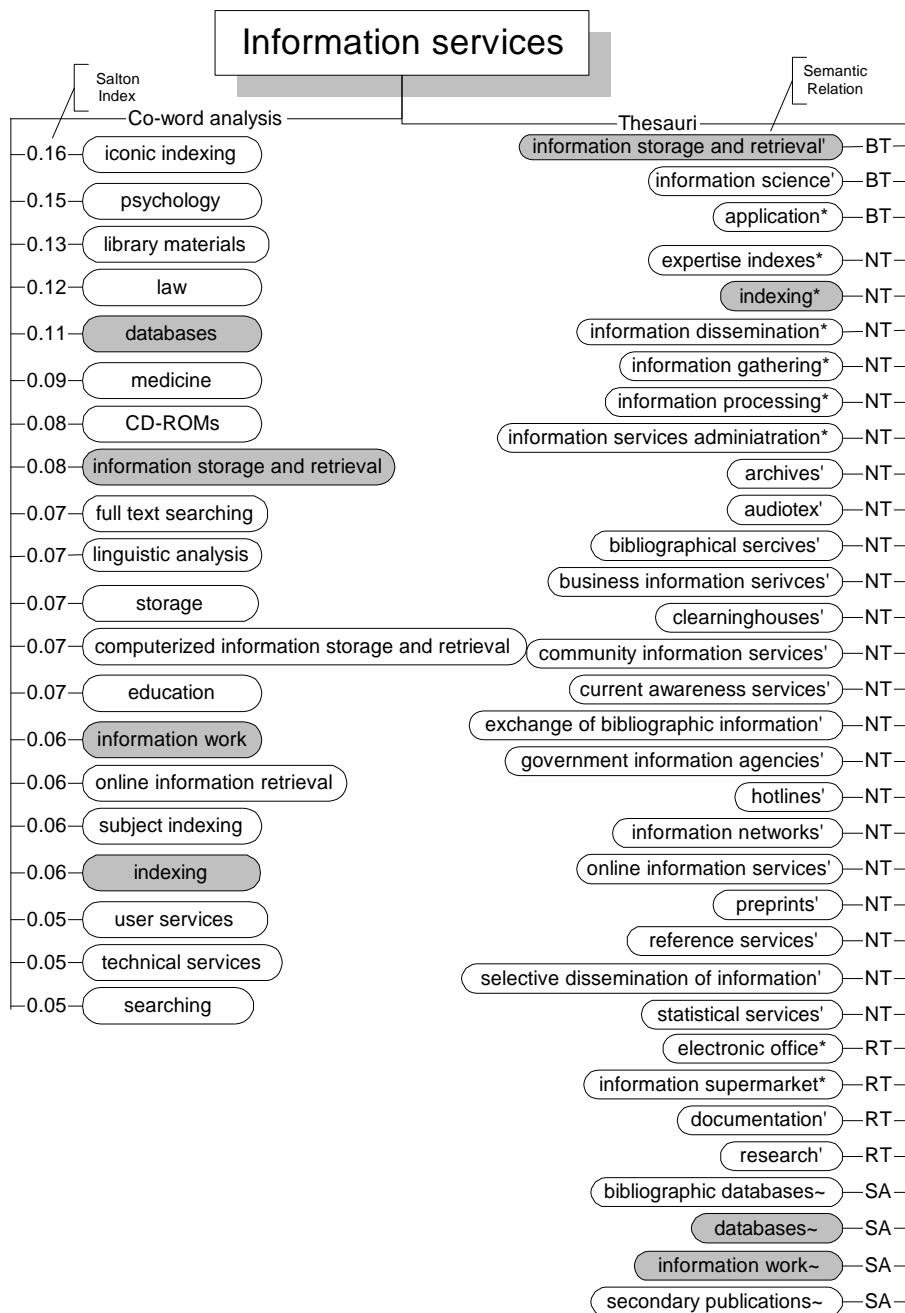 Information services
Salton
Index
Semantic
Relation
Co-word analysis
0.16 iconic indexing
0.15 psychology
0.13 library materials
0.12 law
0.11 databases
0.09 medicine
0.08 CD-ROMs
0.08 information storage and retrieval
0.07 full text searching
0.07 linguistic analysis
0.07 storage
0.07 computerized information storage and retrieval
0.07 education
0.06 information work
0.06 online information retrieval
0.06 subject indexing
0.06 indexing
0.05 user services
0.05 technical services
0.05 searching
Thesauri
information storage and retrieval' BT
information science' BT
application* BT
expertise indexes* NT
indexing* NT
information dissemination* NT
information gathering* NT
information processing* NT
information services adminiatration* NT
archives' NT
audiotex' NT
bibliographical sercives' NT
business information serivces' NT
clearninghouses' NT
community information services' NT
current awareness services' NT
exchange of bibliographic information' NT
government information agencies' NT
hotlines' NT
information networks' NT
online information services' NT
preprints' NT
reference services' NT
selective dissemination of information' NT
statistical services' NT
electronic office* RT
information supermarket* RT
documentation' RT
research' RT
bibliographic databases~ SA
databases~ SA
information work~ SA
secondary publications~ SA